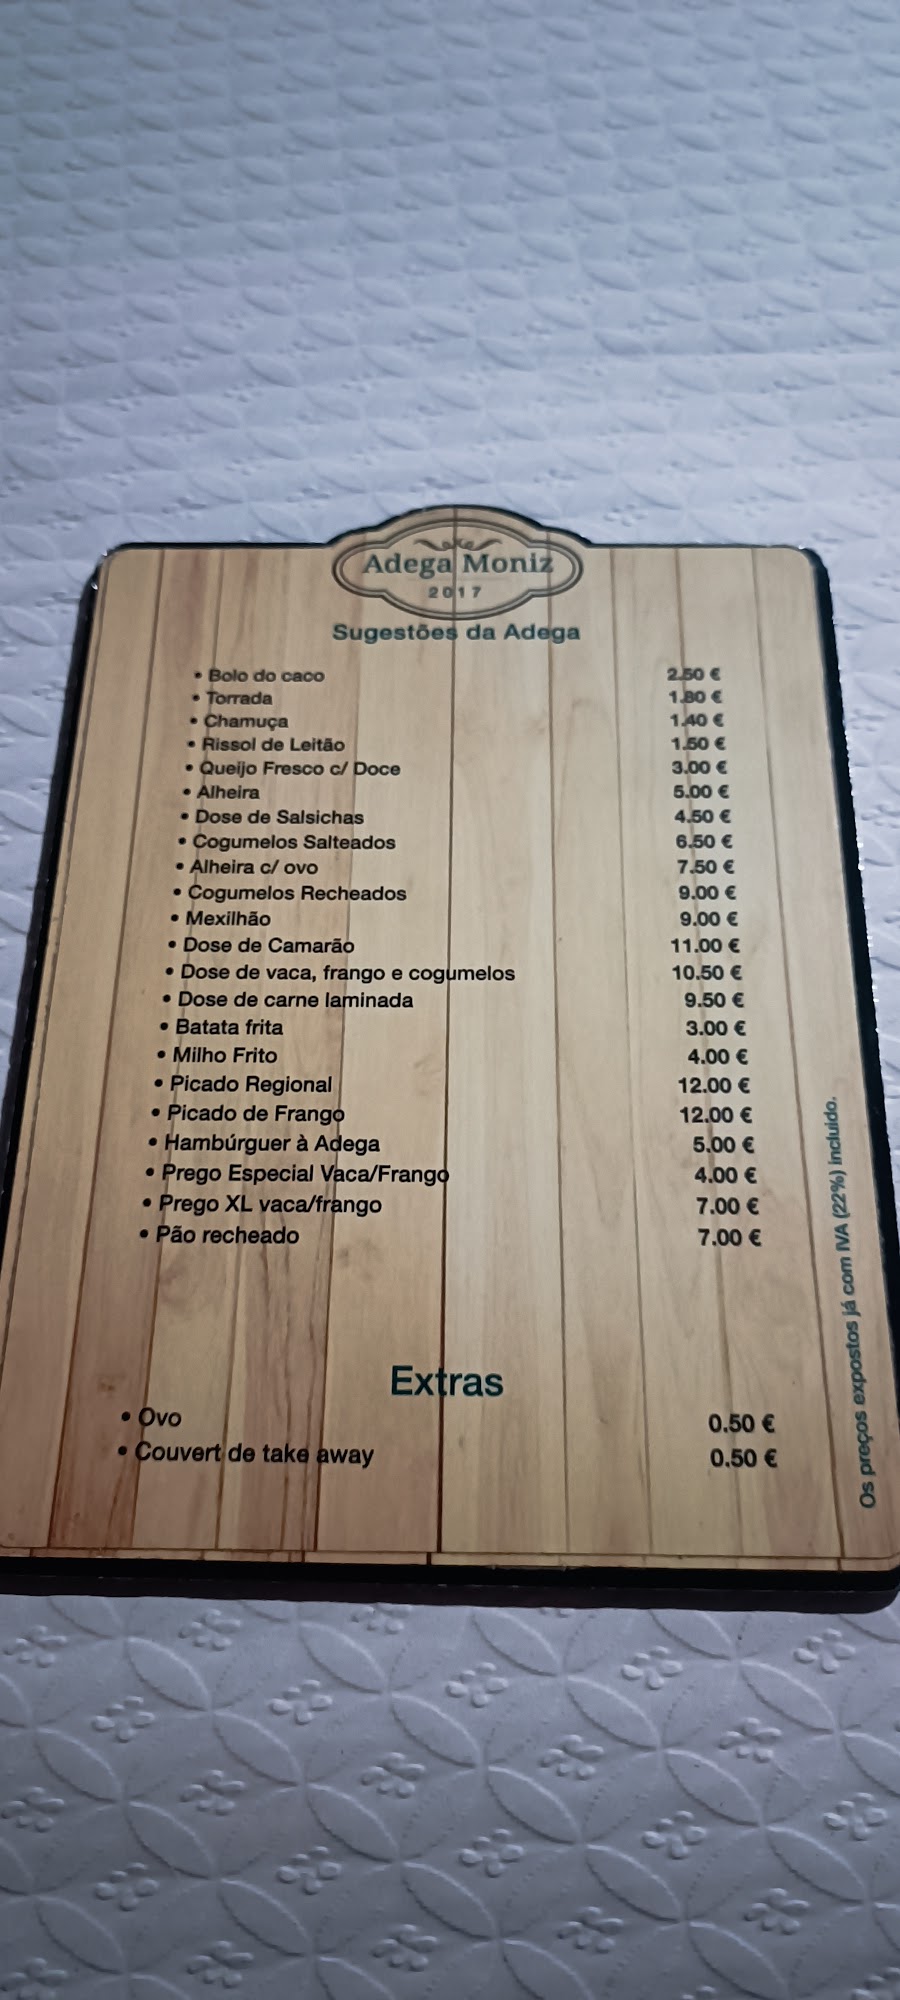 Adega Moniz
2017
Sugestões da Adega
• Bolo do caco 2.50 €
• Torrada 1.80 €
• Chamuça 1.40 €
• Rissol de Leitão 1.50 €
• Queijo Fresco c/ Doce 3.00 €
• Alheira 5.00 €
• Dose de Salsichas 4.50 €
• Cogumelos Salteados 6.50 €
• Alheira c/ ovo 7.50 €
• Cogumelos Recheados 9.00 €
• Mexilhão 9.00 €
• Dose de Camarão 11.00 €
• Dose de vaca, frango e cogumelos 10.50 €
• Dose de carne laminada 9.50 €
• Batata frita 3.00 €
• Milho Frito 4.00 €
• Picado Regional 12.00 €
• Picado de Frango 12.00 €
• Hambúrguer à Adega 5.00 €
• Prego Especial Vaca/Frango 4.00 €
• Prego XL vaca/frango 7.00 €
• Pão recheado 7.00 €
Extras
• Ovo 0.50 €
• Couvert de take away 0.50 €
Os preços expostos já com IVA (22%) incluido.